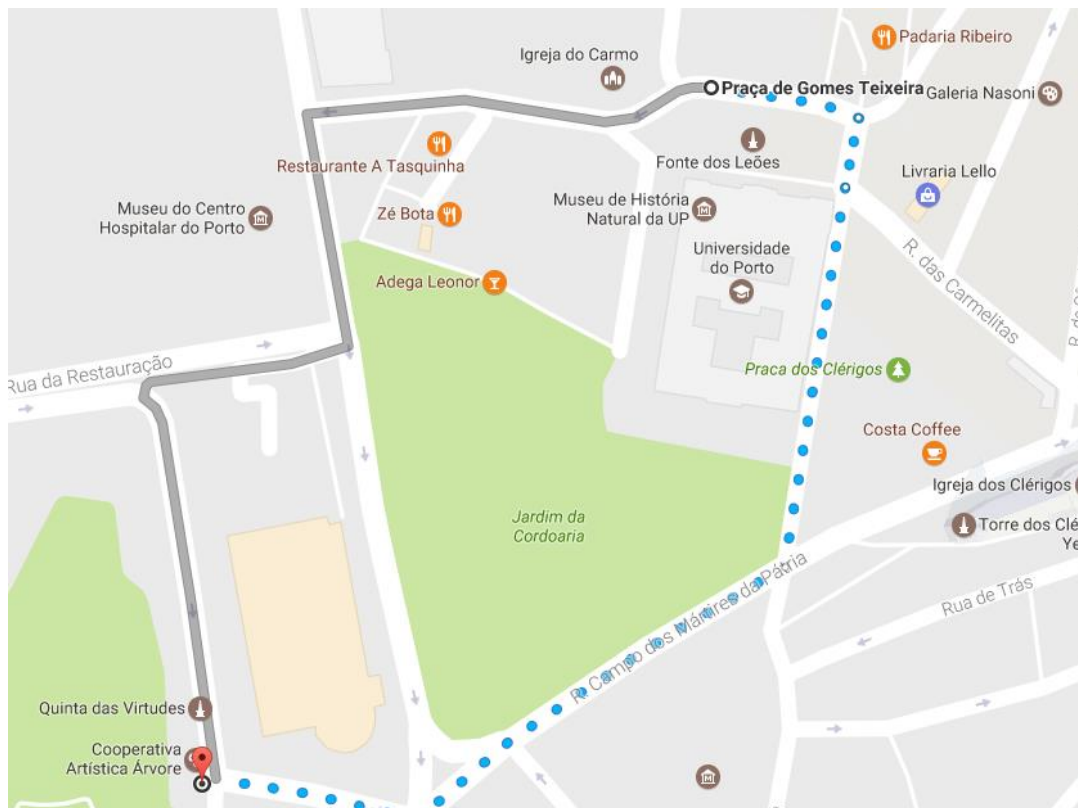 Padaria Ribeiro
Igreja do Carmo
Praça de Gomes Teixeira
Galeria Nasoni
Restaurante A Tasquinha
Fonte dos Leões
Livraria Lello
Museu do Centro
Hospitalar do Porto
Zé Bota
Museu de História
Natural da UP
Universidade
do Porto
R. das Carmelitas
Adega Leonor
Rua da Restauração
Praca dos Clérigos
Costa Coffee
Igreja dos Clérigos
Jardim da
Cordoaria
Torre dos Clé
Ye
R. Campo dos Mártires da Pátria
Rua de Trás
Quinta das Virtudes
Cooperativa
Artística Árvore